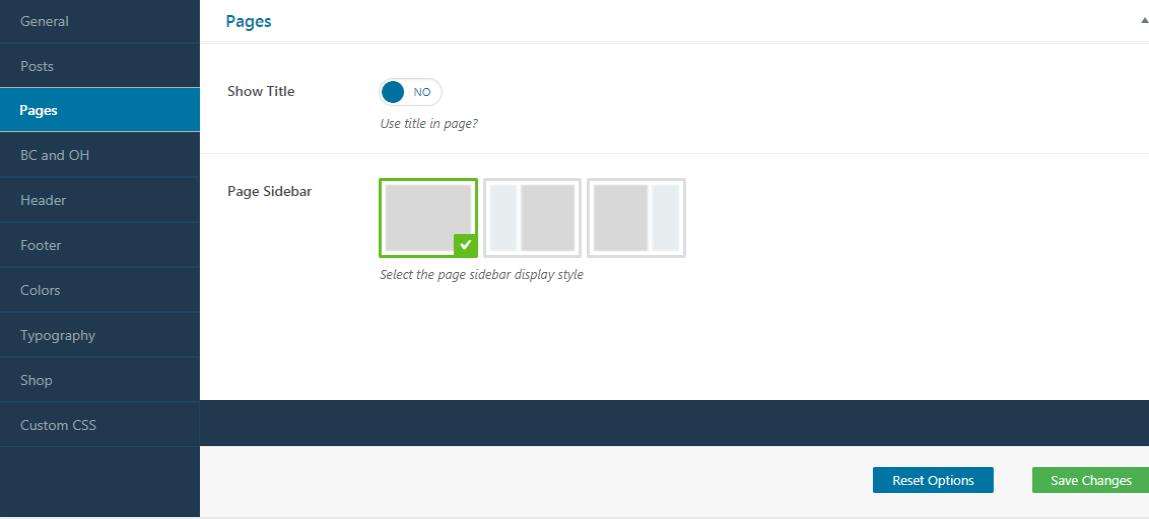 General
Posts
Pages
BC and OH
Header
Footer
Colors
Typography
Shop
Custom CSS
Pages
Show Title
NO
Use title in page?
Page Sidebar
Select the page sidebar display style
Reset Options
Save Changes